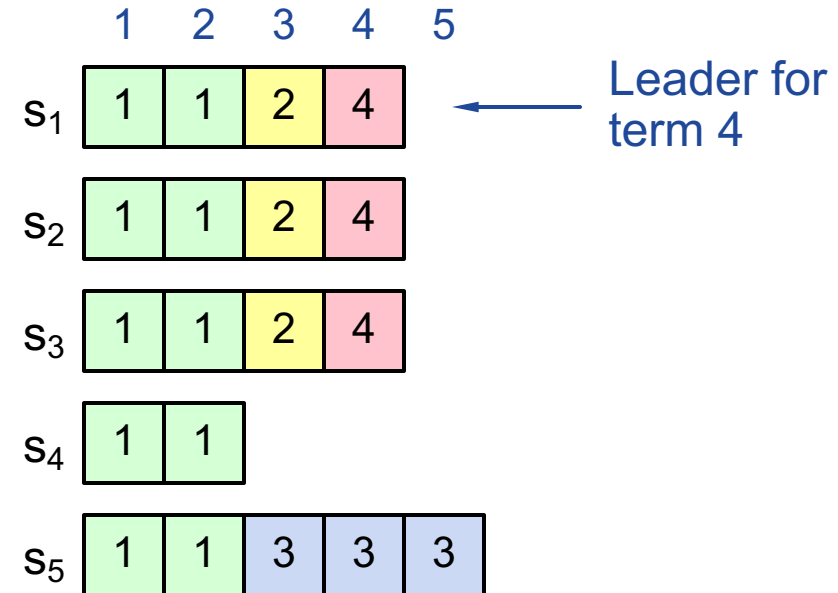 1 2 3 4 5
s1 1 1 2 4
Leader for
term 4
s2 1 1 2 4
s3 1 1 2 4
s4 1 1
s5 1 1 3 3 3